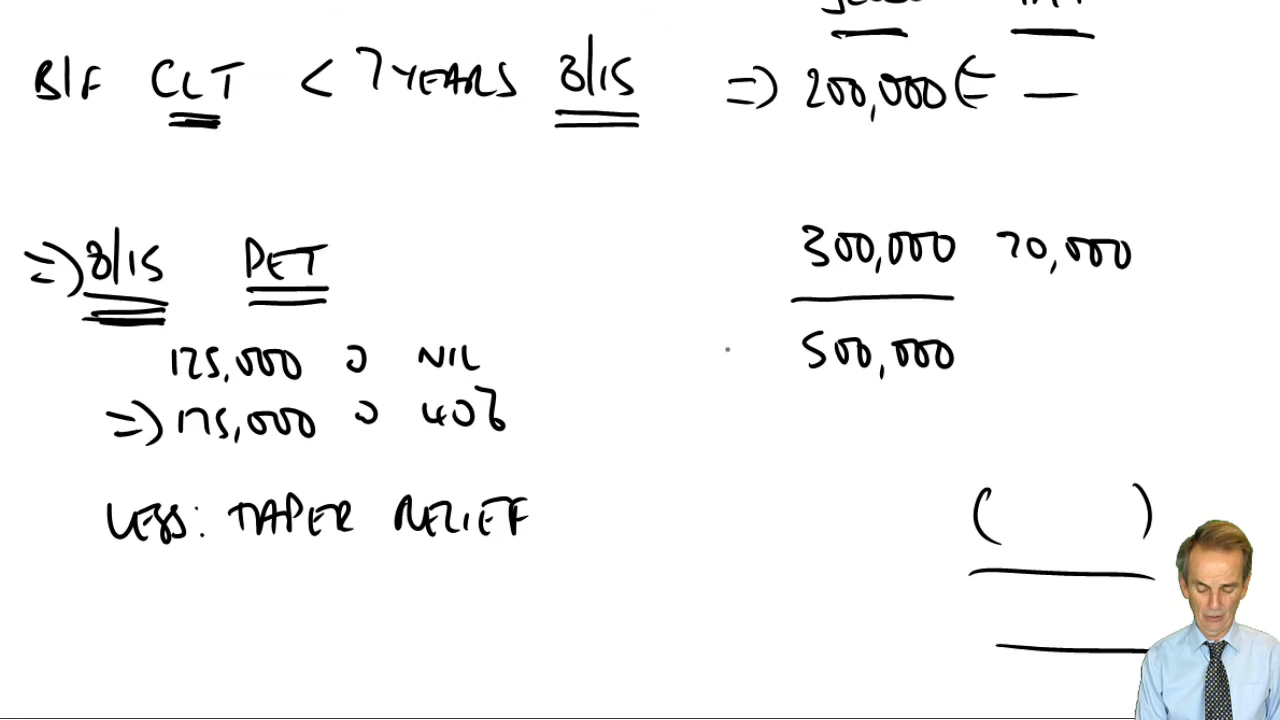 B/F CLT < 7 YEARS 8/15 => 200,000 -
=> 8/15 PET 300,000 70,000
125,000 @ NIL 500,000
=> 175,000 @ 40%
LESS: TAPER RELIEF ( )